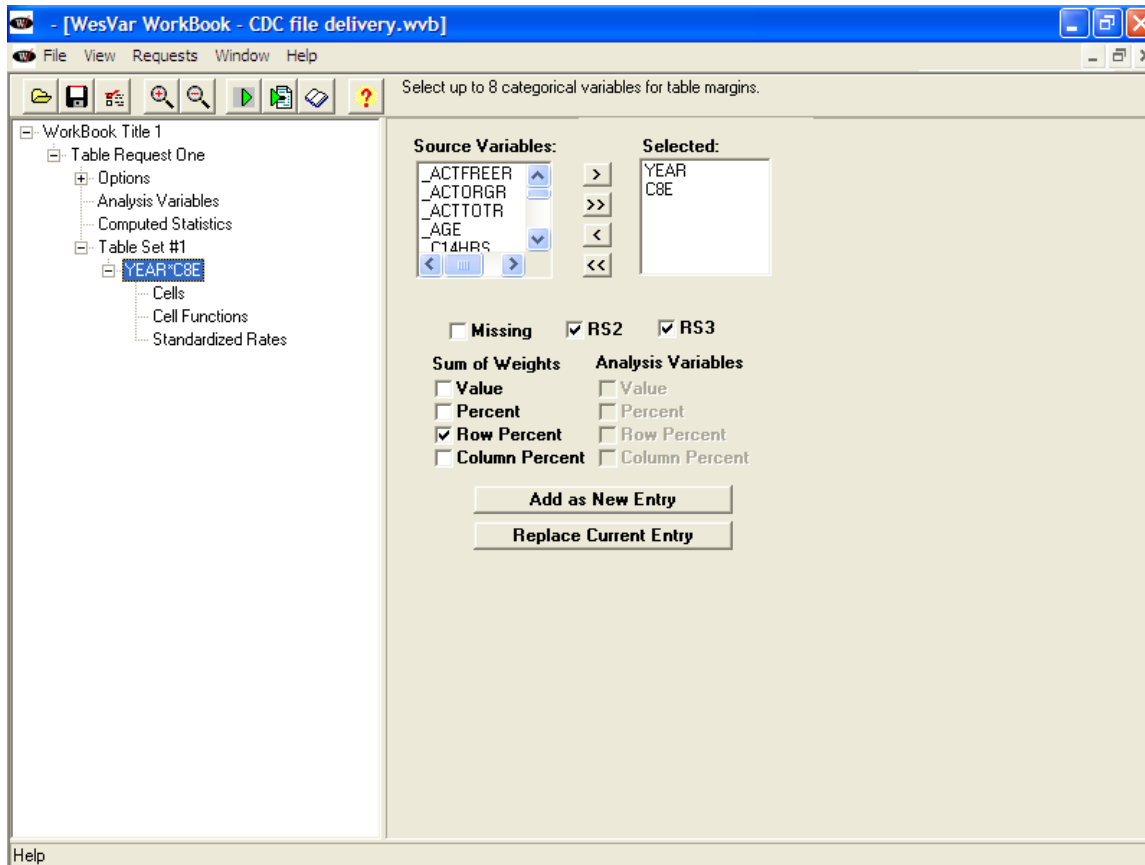 - [WesVar WorkBook - CDC file delivery.wvb]
File View Requests Window Help
Select up to 8 categorical variables for table margins.
WorkBook Title 1
Table Request One
Options
Analysis Variables
Computed Statistics
Table Set #1
YEAR*C8E
Cells
Cell Functions
Standardized Rates
Source Variables: Selected:
_ACTFREER
_ACTORGR
_ACTTOTR
_AGE
_C14HRS
>
>>
<
<<
YEAR
C8E
Missing RS2 RS3
Sum of Weights Analysis Variables
Value Value
Percent Percent
Row Percent Row Percent
Column Percent Column Percent
Add as New Entry
Replace Current Entry
Help